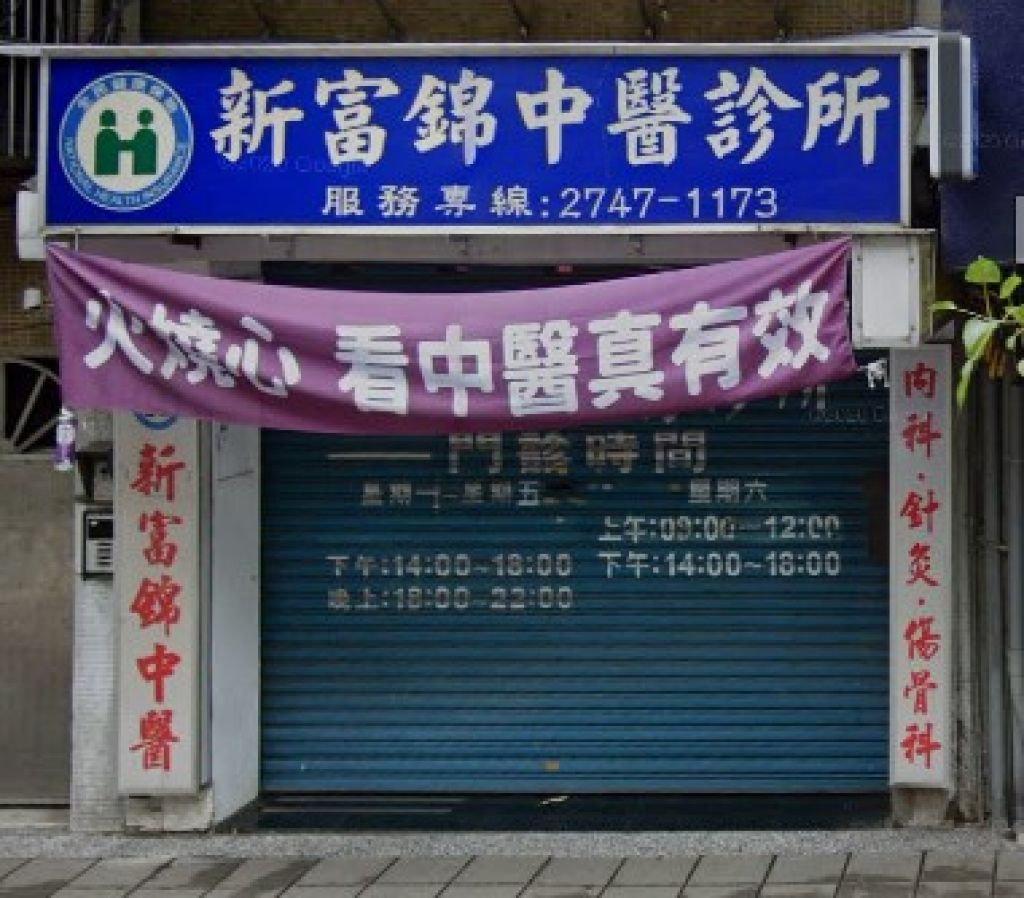 新富錦中醫診所
服務專線:2747-1173
火燒心 看中醫真有效
新富錦中醫
門診時間
星期一~星期五
星期六
上午:09:00~12:00
下午:14:00~18:00
下午:14:00~18:00
晚上:18:00~22:00
內科·針灸·傷骨科